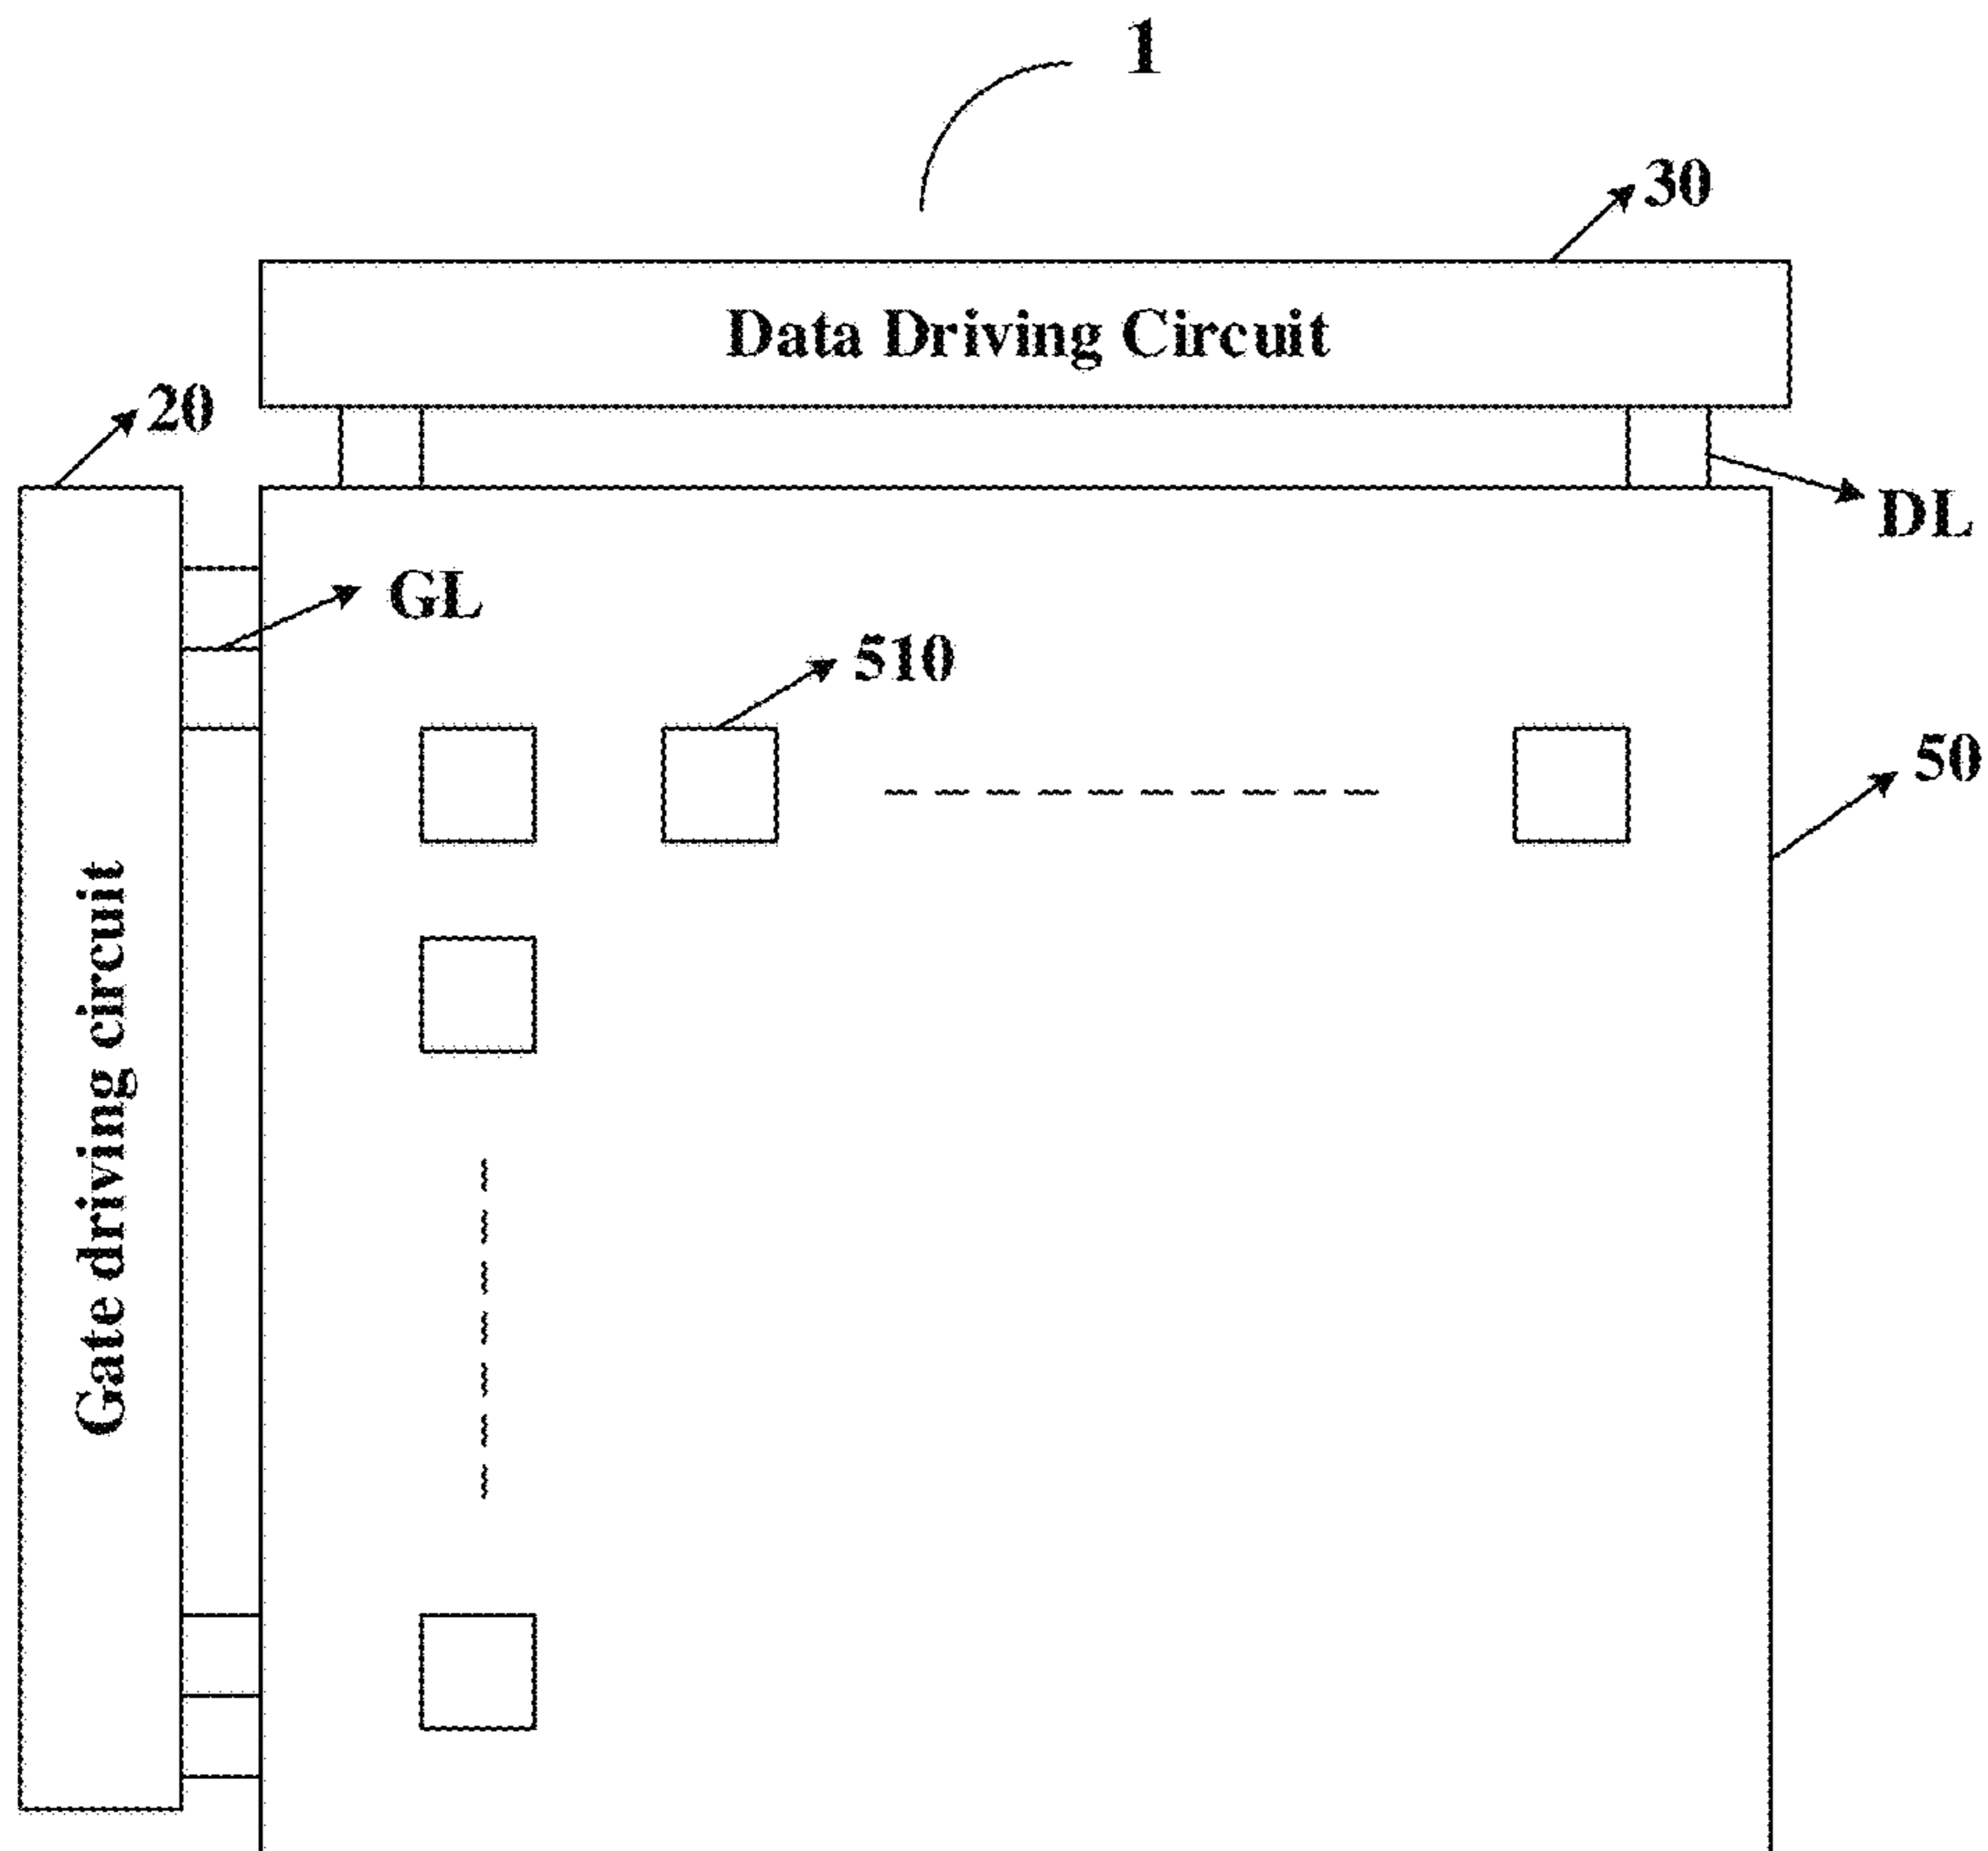 1
30
Data Driving Circuit
20
DL
GL
510
50
Gate driving circuit